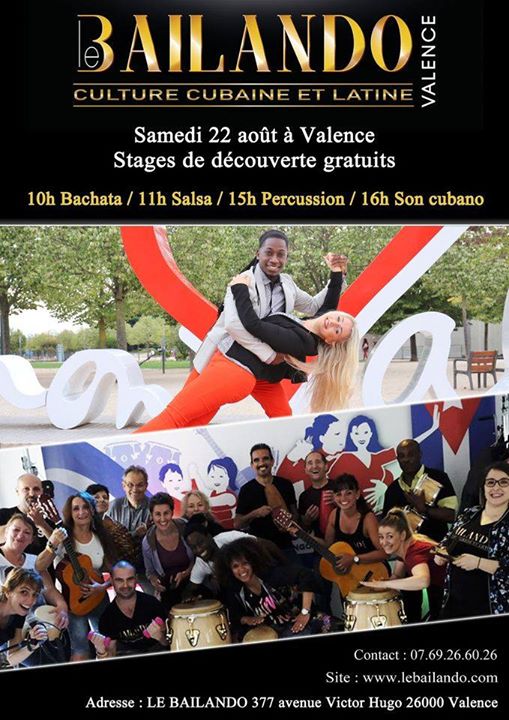 le BAILANDO
VALENCE
CULTURE CUBAINE ET LATINE
Samedi 22 août à Valence
Stages de découverte gratuits
10h Bachata / 11h Salsa / 15h Percussion / 16h Son cubano
Contact : 07.69.26.60.26
Site : www.lebailando.com
Adresse : LE BAILANDO 377 avenue Victor Hugo 26000 Valence